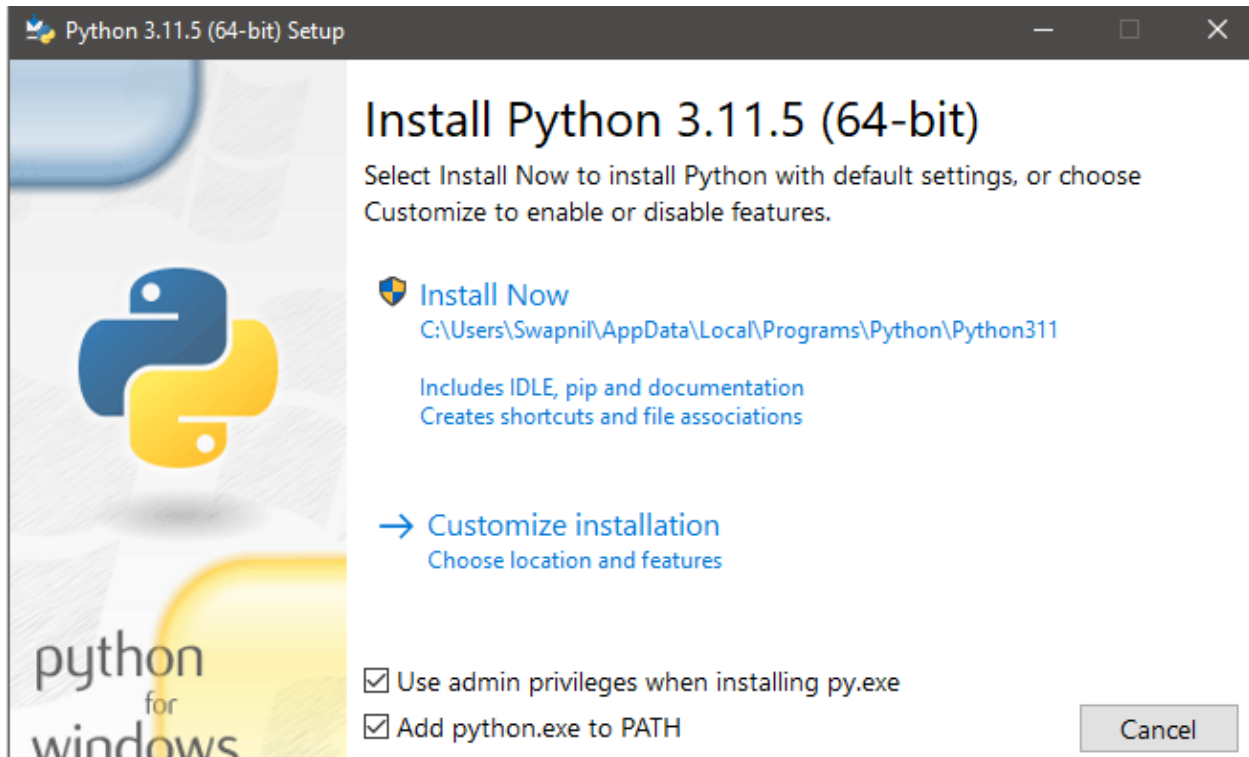 Python 3.11.5 (64-bit) Setup
Install Python 3.11.5 (64-bit)
Select Install Now to install Python with default settings, or choose
Customize to enable or disable features.
Install Now
C:\Users\Swapnil\AppData\Local\Programs\Python\Python311
Includes IDLE, pip and documentation
Creates shortcuts and file associations
Customize installation
Choose location and features
python
for
windows
Use admin privileges when installing py.exe
Add python.exe to PATH
Cancel